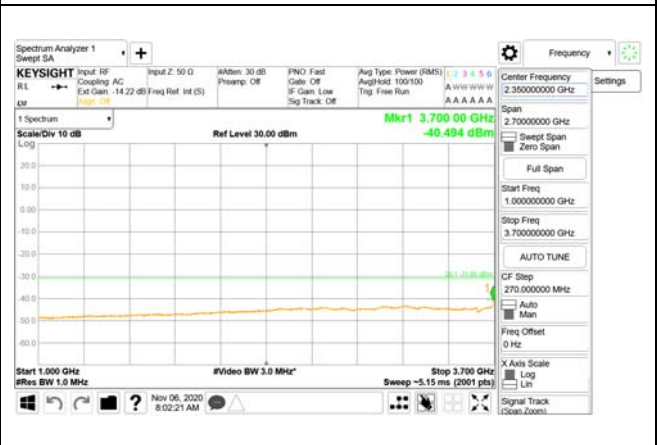 Spectrum Analyzer 1
Swept SA
+
Frequency
KEYSIGHT
RL
Input: RF
Coupling: AC
Ext Gain: -14.22 dB
Align: Off
Input Z: 50 Ω
Freq Ref: Int (S)
#Atten: 30 dB
Preamp: Off
PNO: Fast
Gate: Off
IF Gain: Low
Sig Track: Off
Avg Type: Power (RMS)
Avg|Hold: 100/100
Trig: Free Run
1 2 3 4 5 6
A W W W W W
A A A A A A
1 Spectrum
Scale/Div 10 dB
Ref Level 30.00 dBm
Mkr1 3.700 00 GHz
-40.494 dBm
Log
20.0
10.0
0.00
-10.0
-20.0
-30.0
-40.0
-50.0
-60.0
1
Start 1.000 GHz
#Res BW 1.0 MHz
#Video BW 3.0 MHz*
Stop 3.700 GHz
Sweep ~5.15 ms (2001 pts)
Nov 06, 2020
8:02:21 AM
Center Frequency
2.350000000 GHz
Settings
Span
2.70000000 GHz
Swept Span
Zero Span
Full Span
Start Freq
1.000000000 GHz
Stop Freq
3.700000000 GHz
AUTO TUNE
CF Step
270.000000 MHz
Auto
Man
Freq Offset
0 Hz
X Axis Scale
Log
Lin
Signal Track
(Span Zoom)